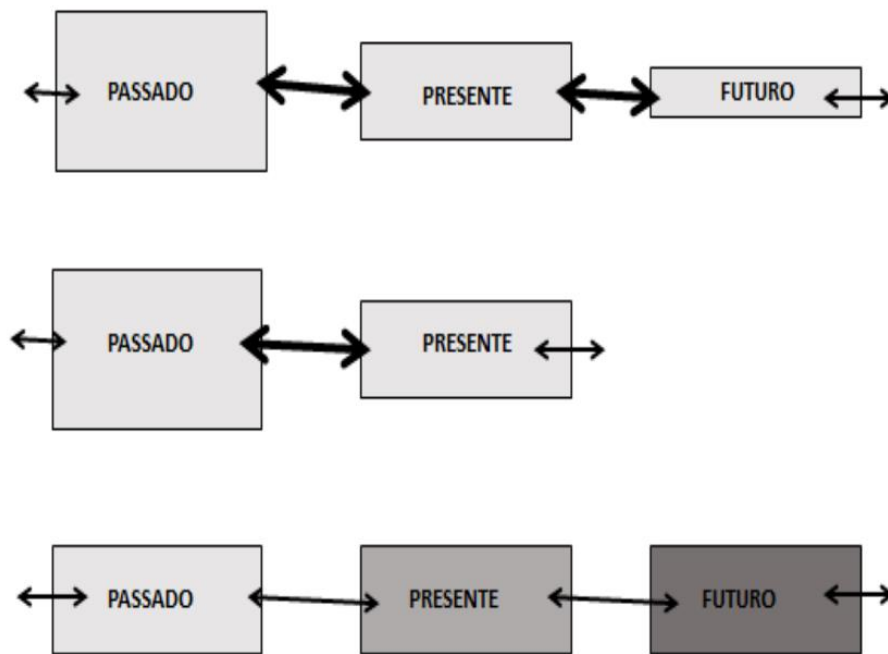 PASSADO
PRESENTE
FUTURO
PASSADO
PRESENTE
PASSADO
PRESENTE
FUTURO